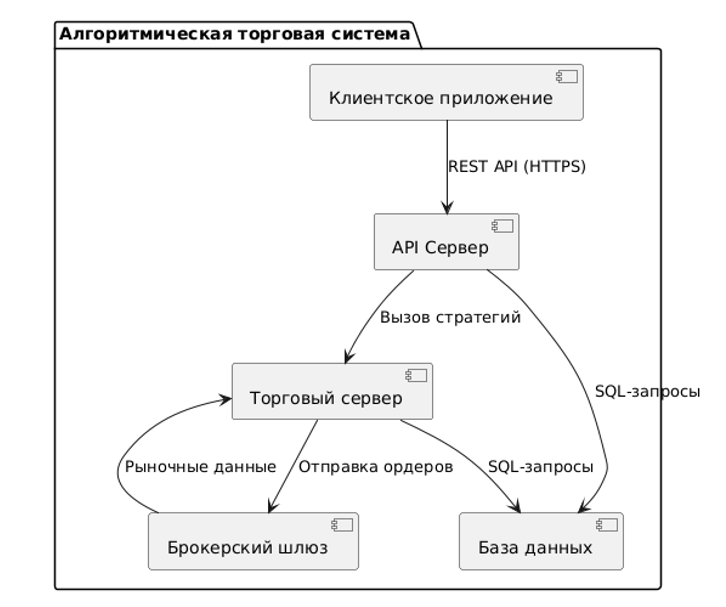 Алгоритмическая торговая система
Клиентское приложение
REST API (HTTPS)
API Сервер
Вызов стратегий
SQL-запросы
Торговый сервер
Рыночные данные
Отправка ордеров
SQL-запросы
Брокерский шлюз
База данных